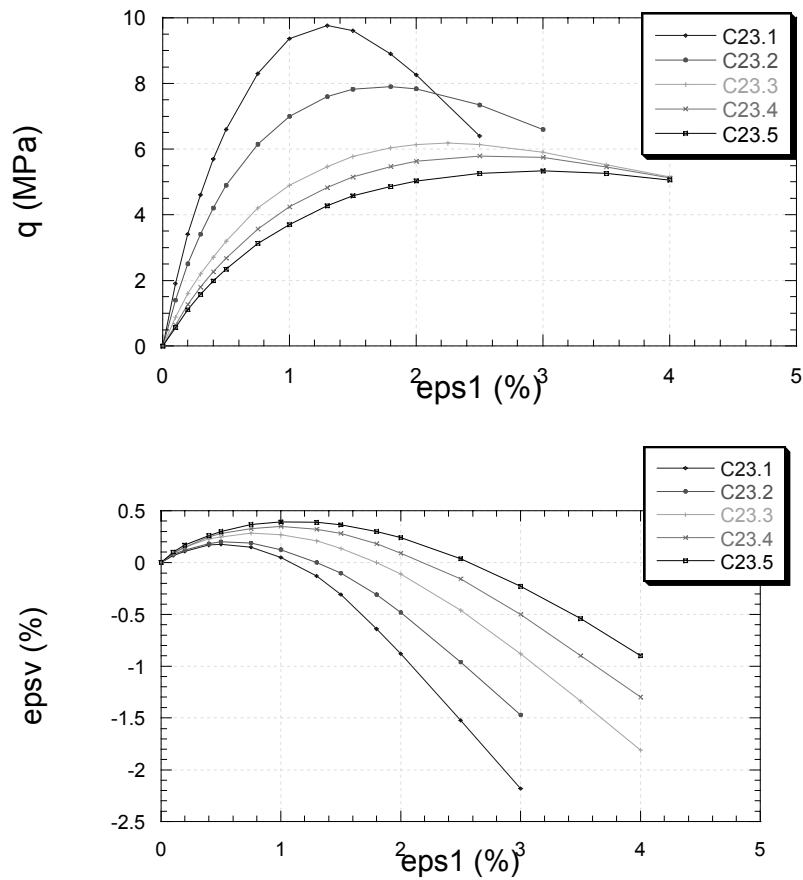 10
8
6
4
2
0
q (MPa)
0 1 2 3 4 5
eps1 (%)
C23.1
C23.2
C23.3
C23.4
C23.5
0.5
0
-0.5
-1
-1.5
-2
-2.5
epsv (%)
0 1 2 3 4 5
eps1 (%)
C23.1
C23.2
C23.3
C23.4
C23.5